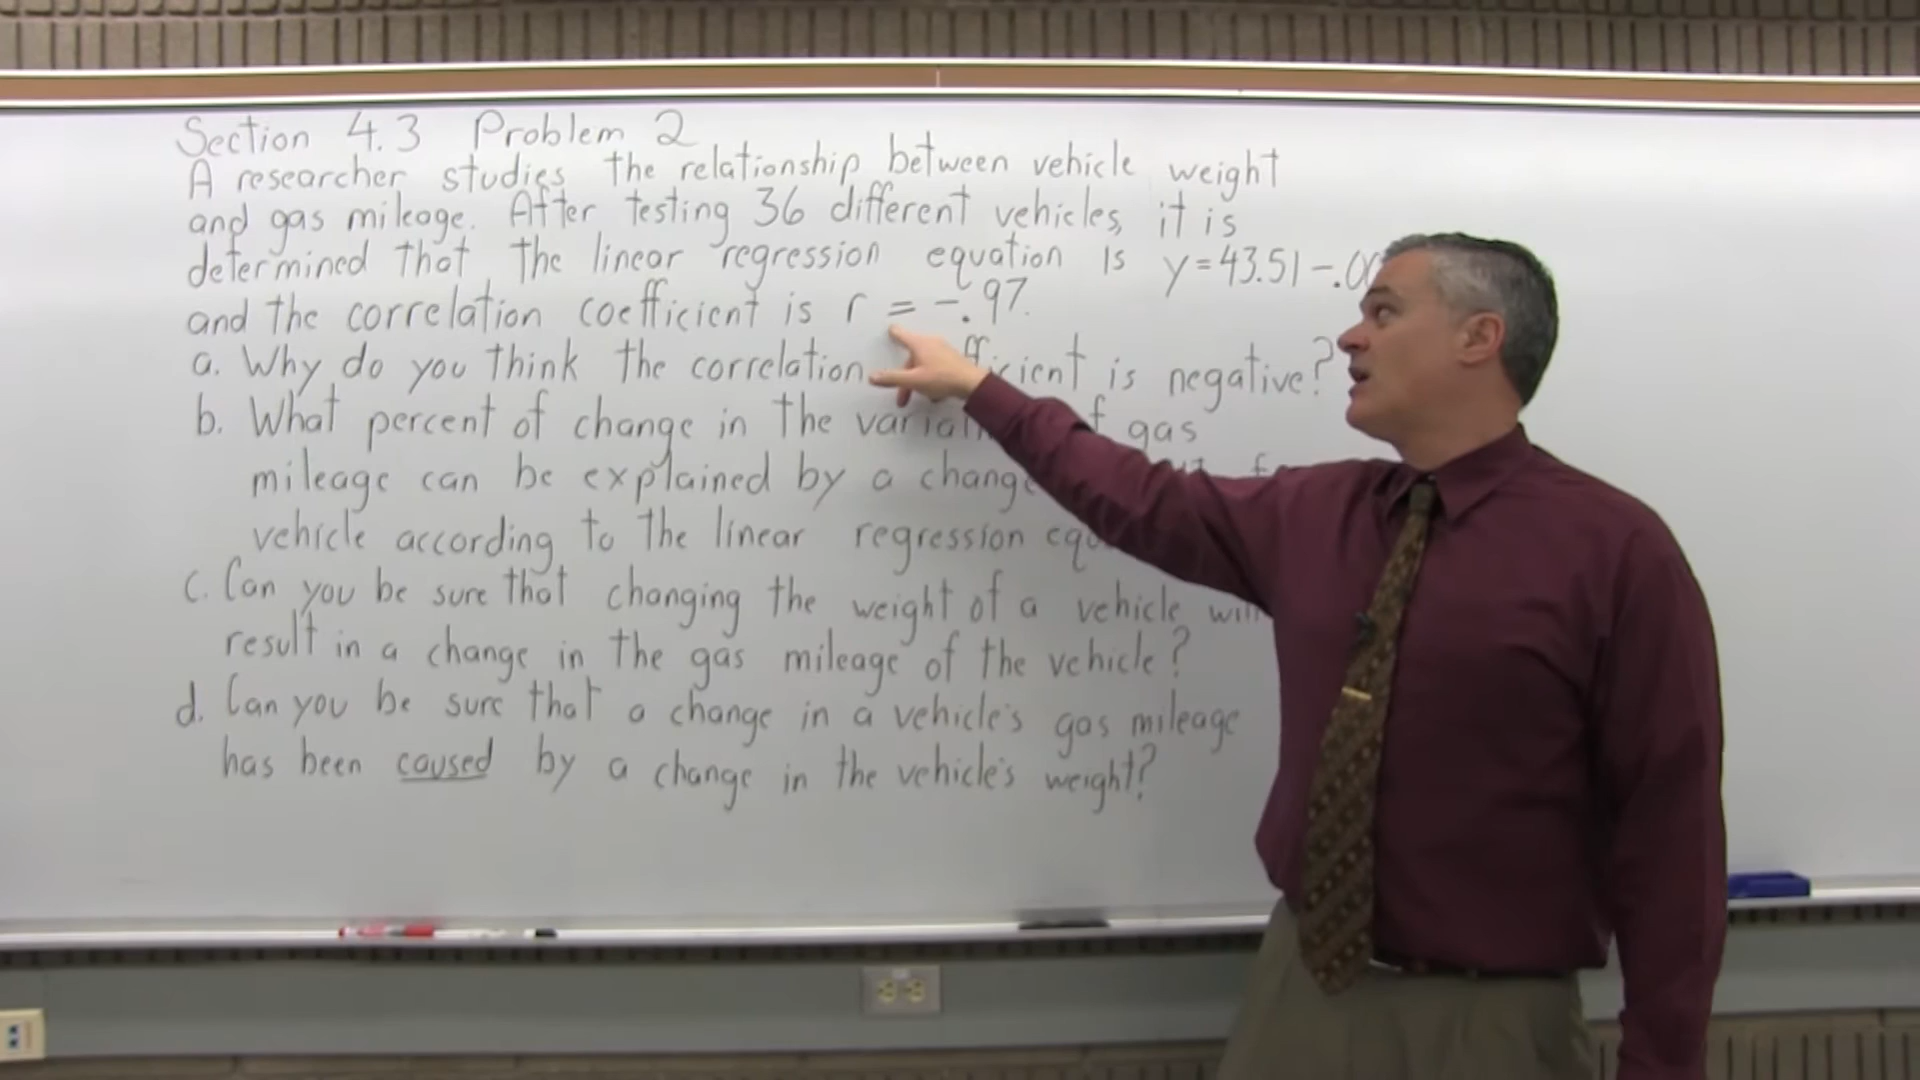 Section 4.3 Problem 2
A researcher studies the relationship between vehicle weight
and gas mileage. After testing 36 different vehicles, it is
determined that the linear regression equation is y=43.51-.00
and the correlation coefficient is r = -.97.
a. Why do you think the correlation is negative?
b. What percent of change in the gas
mileage can be explained by a change
vehicle according to the linear regression
c. Can you be sure that changing the weight of a vehicle will
result in a change in the gas mileage of the vehicle?
d. Can you be sure that a change in a vehicle's gas mileage
has been caused by a change in the vehicle's weight?